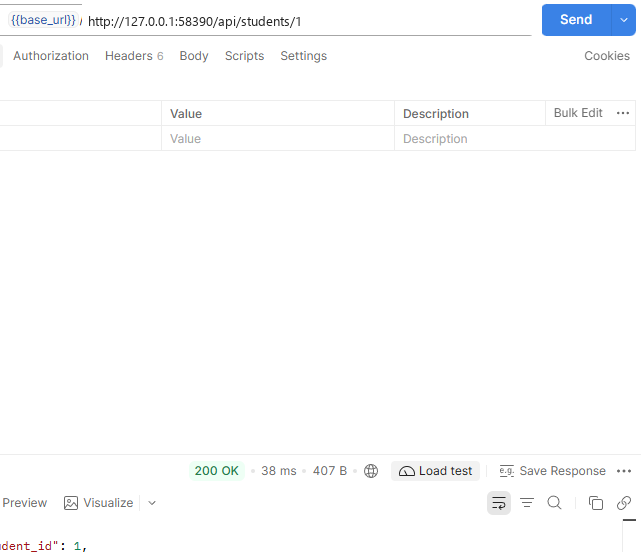 {{base_url}}/ http://127.0.0.1:58390/api/students/1
Send
Authorization Headers 6 Body Scripts Settings Cookies
Value Description Bulk Edit
Value Description
200 OK • 38 ms • 407 B Load test e.g. Save Response
Preview Visualize
dent_id": 1,